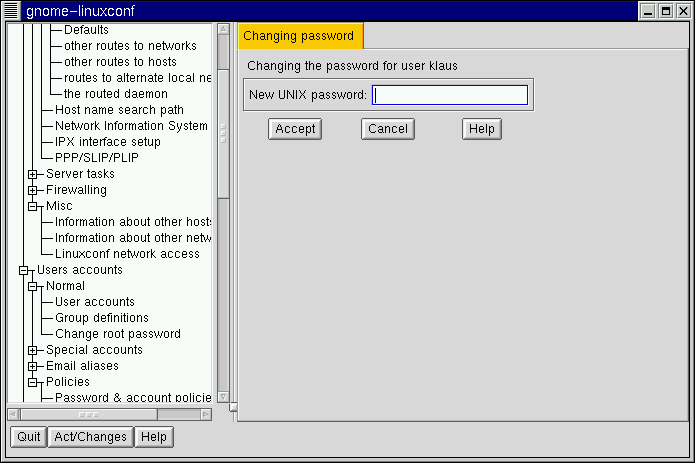 gnome-linuxconf
Defaults
other routes to networks
other routes to hosts
routes to alternate local ne
the routed daemon
Host name search path
Network Information System
IPX interface setup
PPP/SLIP/PLIP
Server tasks
Firewalling
Misc
Information about other hosts
Information about other netw
Linuxconf network access
Users accounts
Normal
User accounts
Group definitions
Change root password
Special accounts
Email aliases
Policies
Password & account policie
Quit Act/Changes Help
Changing password
Changing the password for user klaus
New UNIX password:
Accept Cancel Help